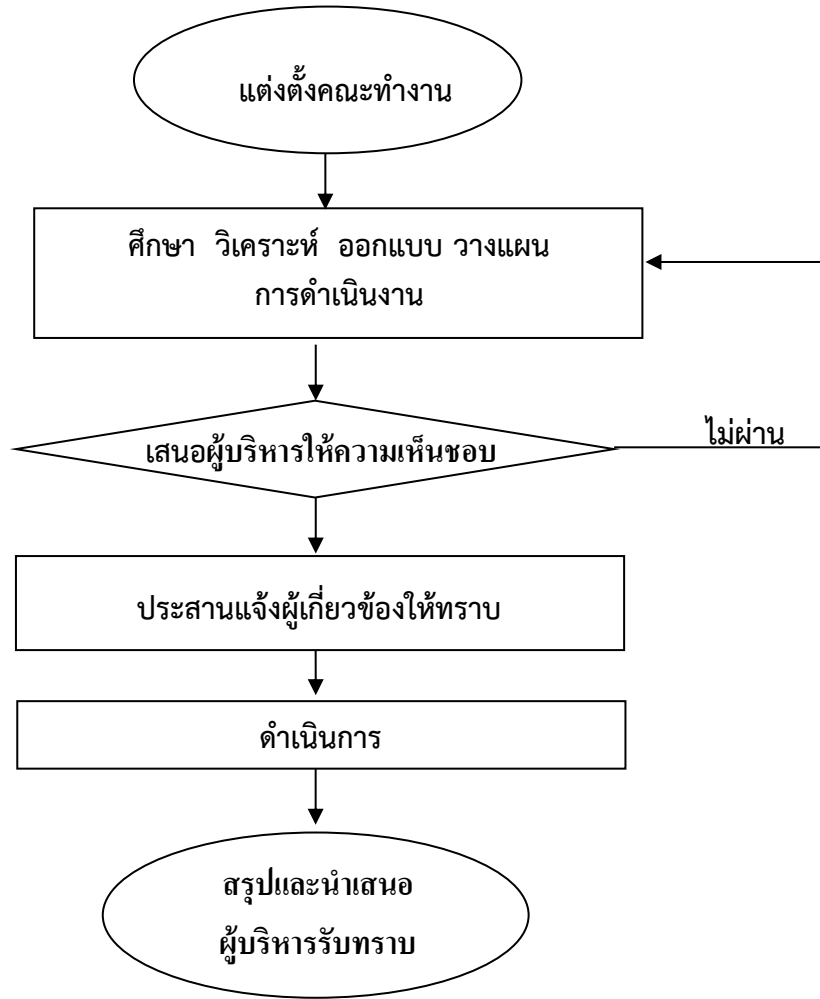 แต่งตั้งคณะทำงาน
ศึกษา วิเคราะห์ ออกแบบ วางแผน
การดำเนินงาน
เสนอผู้บริหารให้ความเห็นชอบ
ไม่ผ่าน
ประสานแจ้งผู้เกี่ยวข้องให้ทราบ
ดำเนินการ
สรุปและนำเสนอ
ผู้บริหารรับทราบ